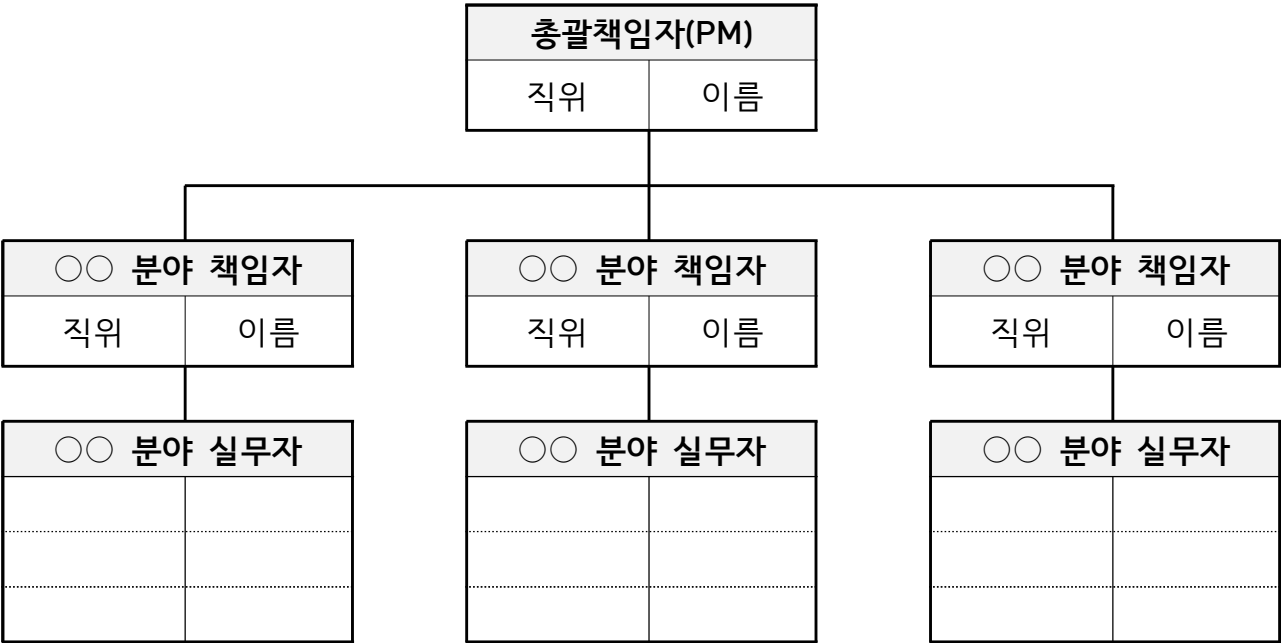 총괄책임자(PM)
직위 이름
○○ 분야 책임자 ○○ 분야 책임자 ○○ 분야 책임자
직위 이름 직위 이름 직위 이름
○○ 분야 실무자 ○○ 분야 실무자 ○○ 분야 실무자